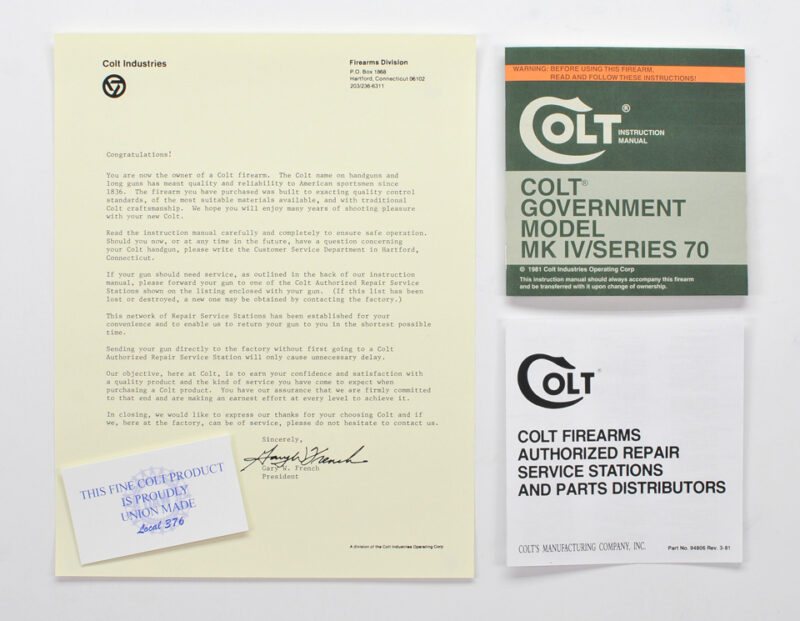 Colt Industries
Firearms Division
P.O. Box 1868
Hartford, Connecticut 06102
203/236-6311
Congratulations!
You are now the owner of a Colt firearm. The Colt name on handguns and
long guns has meant quality and reliability to American sportsmen since
1836. The firearm you have purchased was built to exacting quality control
standards, of the most suitable materials available, and with traditional
Colt craftsmanship. We hope you will enjoy many years of shooting pleasure
with your new Colt.
Read the instruction manual carefully and completely to ensure safe operation.
Should you now, or at any time in the future, have a question concerning
your Colt handgun, please write the Customer Service Department in Hartford,
Connecticut.
If your gun should need service, as outlined in the back of our instruction
manual, please forward your gun to one of the Colt Authorized Repair Service
Stations shown on the listing enclosed with your gun. (If this list has been
lost or destroyed, a new one may be obtained by contacting the factory.)
This network of Repair Service Stations has been established for your
convenience and to enable us to return your gun to you in the shortest possible
time.
Sending your gun directly to the factory without first going to a Colt
Authorized Repair Service Station will only cause unnecessary delay.
Our objective, here at Colt, is to earn your confidence and satisfaction with
a quality product and the kind of service you have come to expect when
purchasing a Colt product. You have our assurance that we are firmly committed
to that end and are making an earnest effort at every level to achieve it.
In closing, we would like to express our thanks for your choosing Colt and if
we, here at the factory, can be of service, please do not hesitate to contact us.
Sincerely,
Gary W. French
Gary W. French
President
A division of the Colt Industries Operating Corp
THIS FINE COLT PRODUCT
IS PROUDLY
UNION MADE
Local 376
WARNING: BEFORE USING THIS FIREARM,
READ AND FOLLOW THESE INSTRUCTIONS!
COLT®
INSTRUCTION
MANUAL
COLT®
GOVERNMENT
MODEL
MK IV/SERIES 70
© 1981 Colt Industries Operating Corp
This instruction manual should always accompany this firearm
and be transferred with it upon change of ownership.
COLT®
COLT FIREARMS
AUTHORIZED REPAIR
SERVICE STATIONS
AND PARTS DISTRIBUTORS
COLT'S MANUFACTURING COMPANY, INC.
Part No. 94806 Rev. 3-91